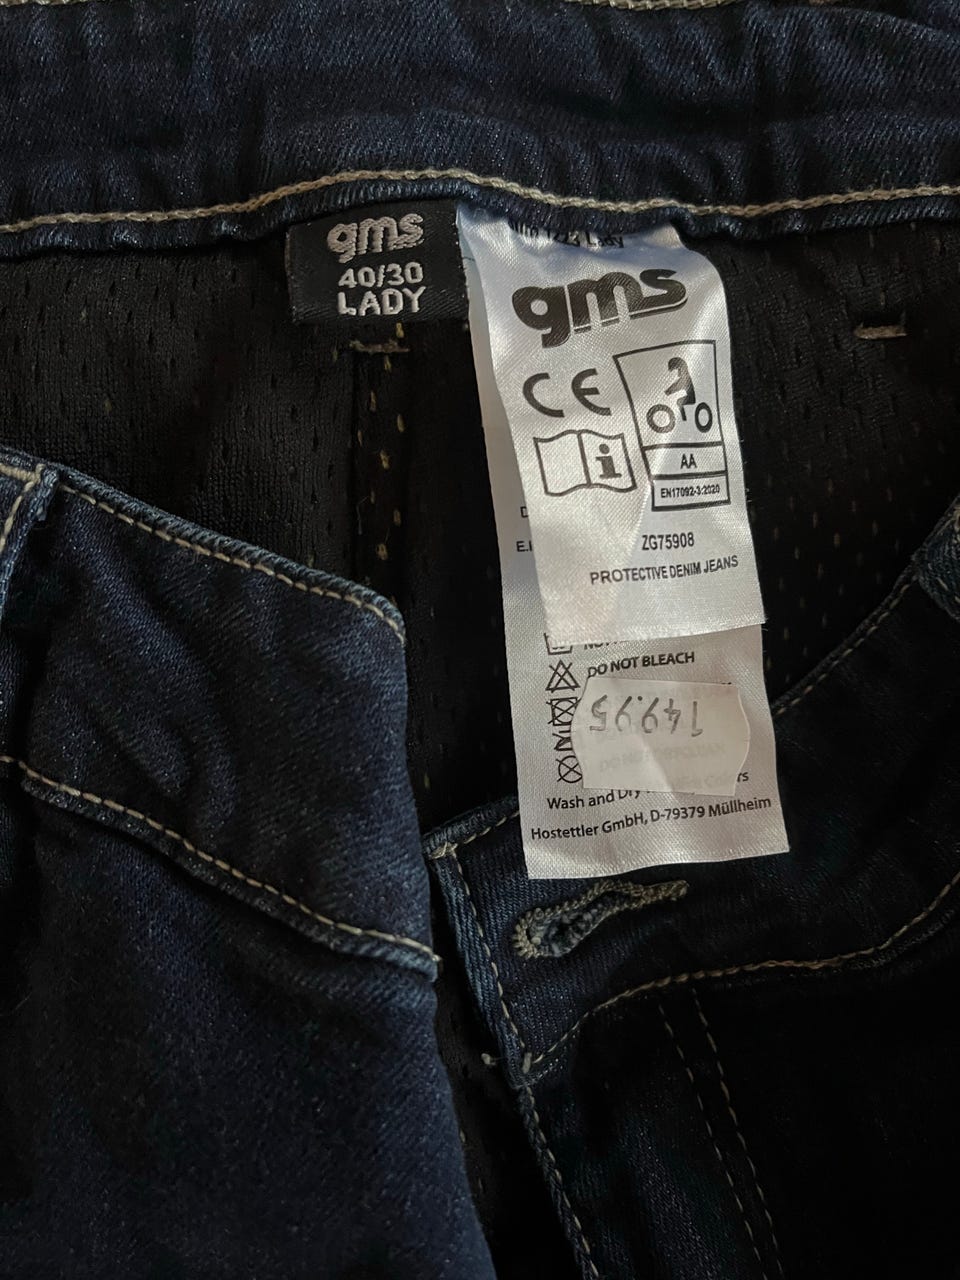 gms
40/30
LADY
Lady
gms
CE
i
AA
EN17092-3:2020
ZG75908
PROTECTIVE DENIM JEANS
DO NOT BLEACH
149.95
Wash and Dry
Hostettler GmbH, D-79379 Müllheim